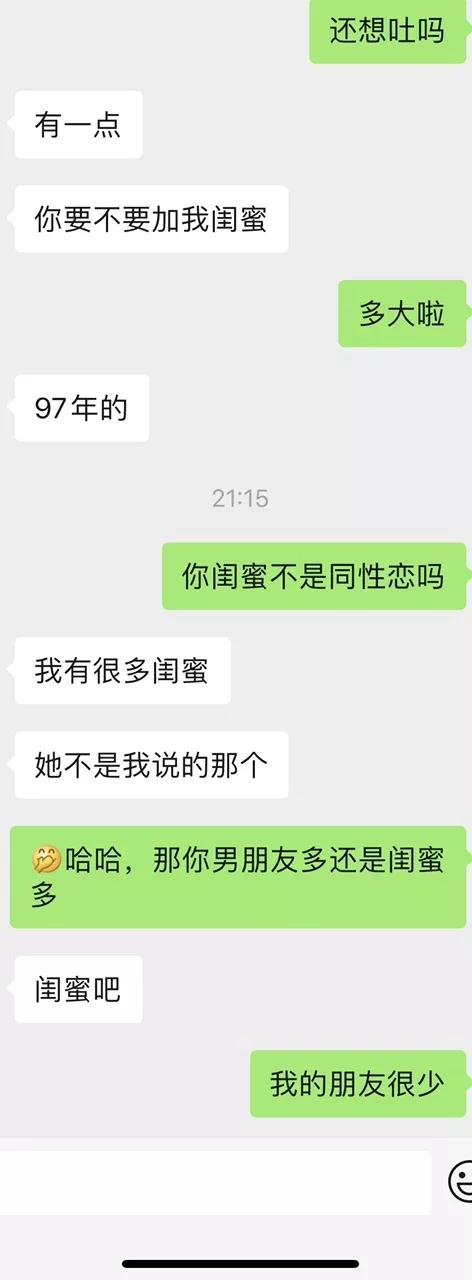 还想吐吗
有一点
你要不要加我闺蜜
多大啦
97年的
21:15
你闺蜜不是同性恋吗
我有很多闺蜜
她不是我说的那个
🤭哈哈，那你男朋友多还是闺蜜
多
闺蜜吧
我的朋友很少